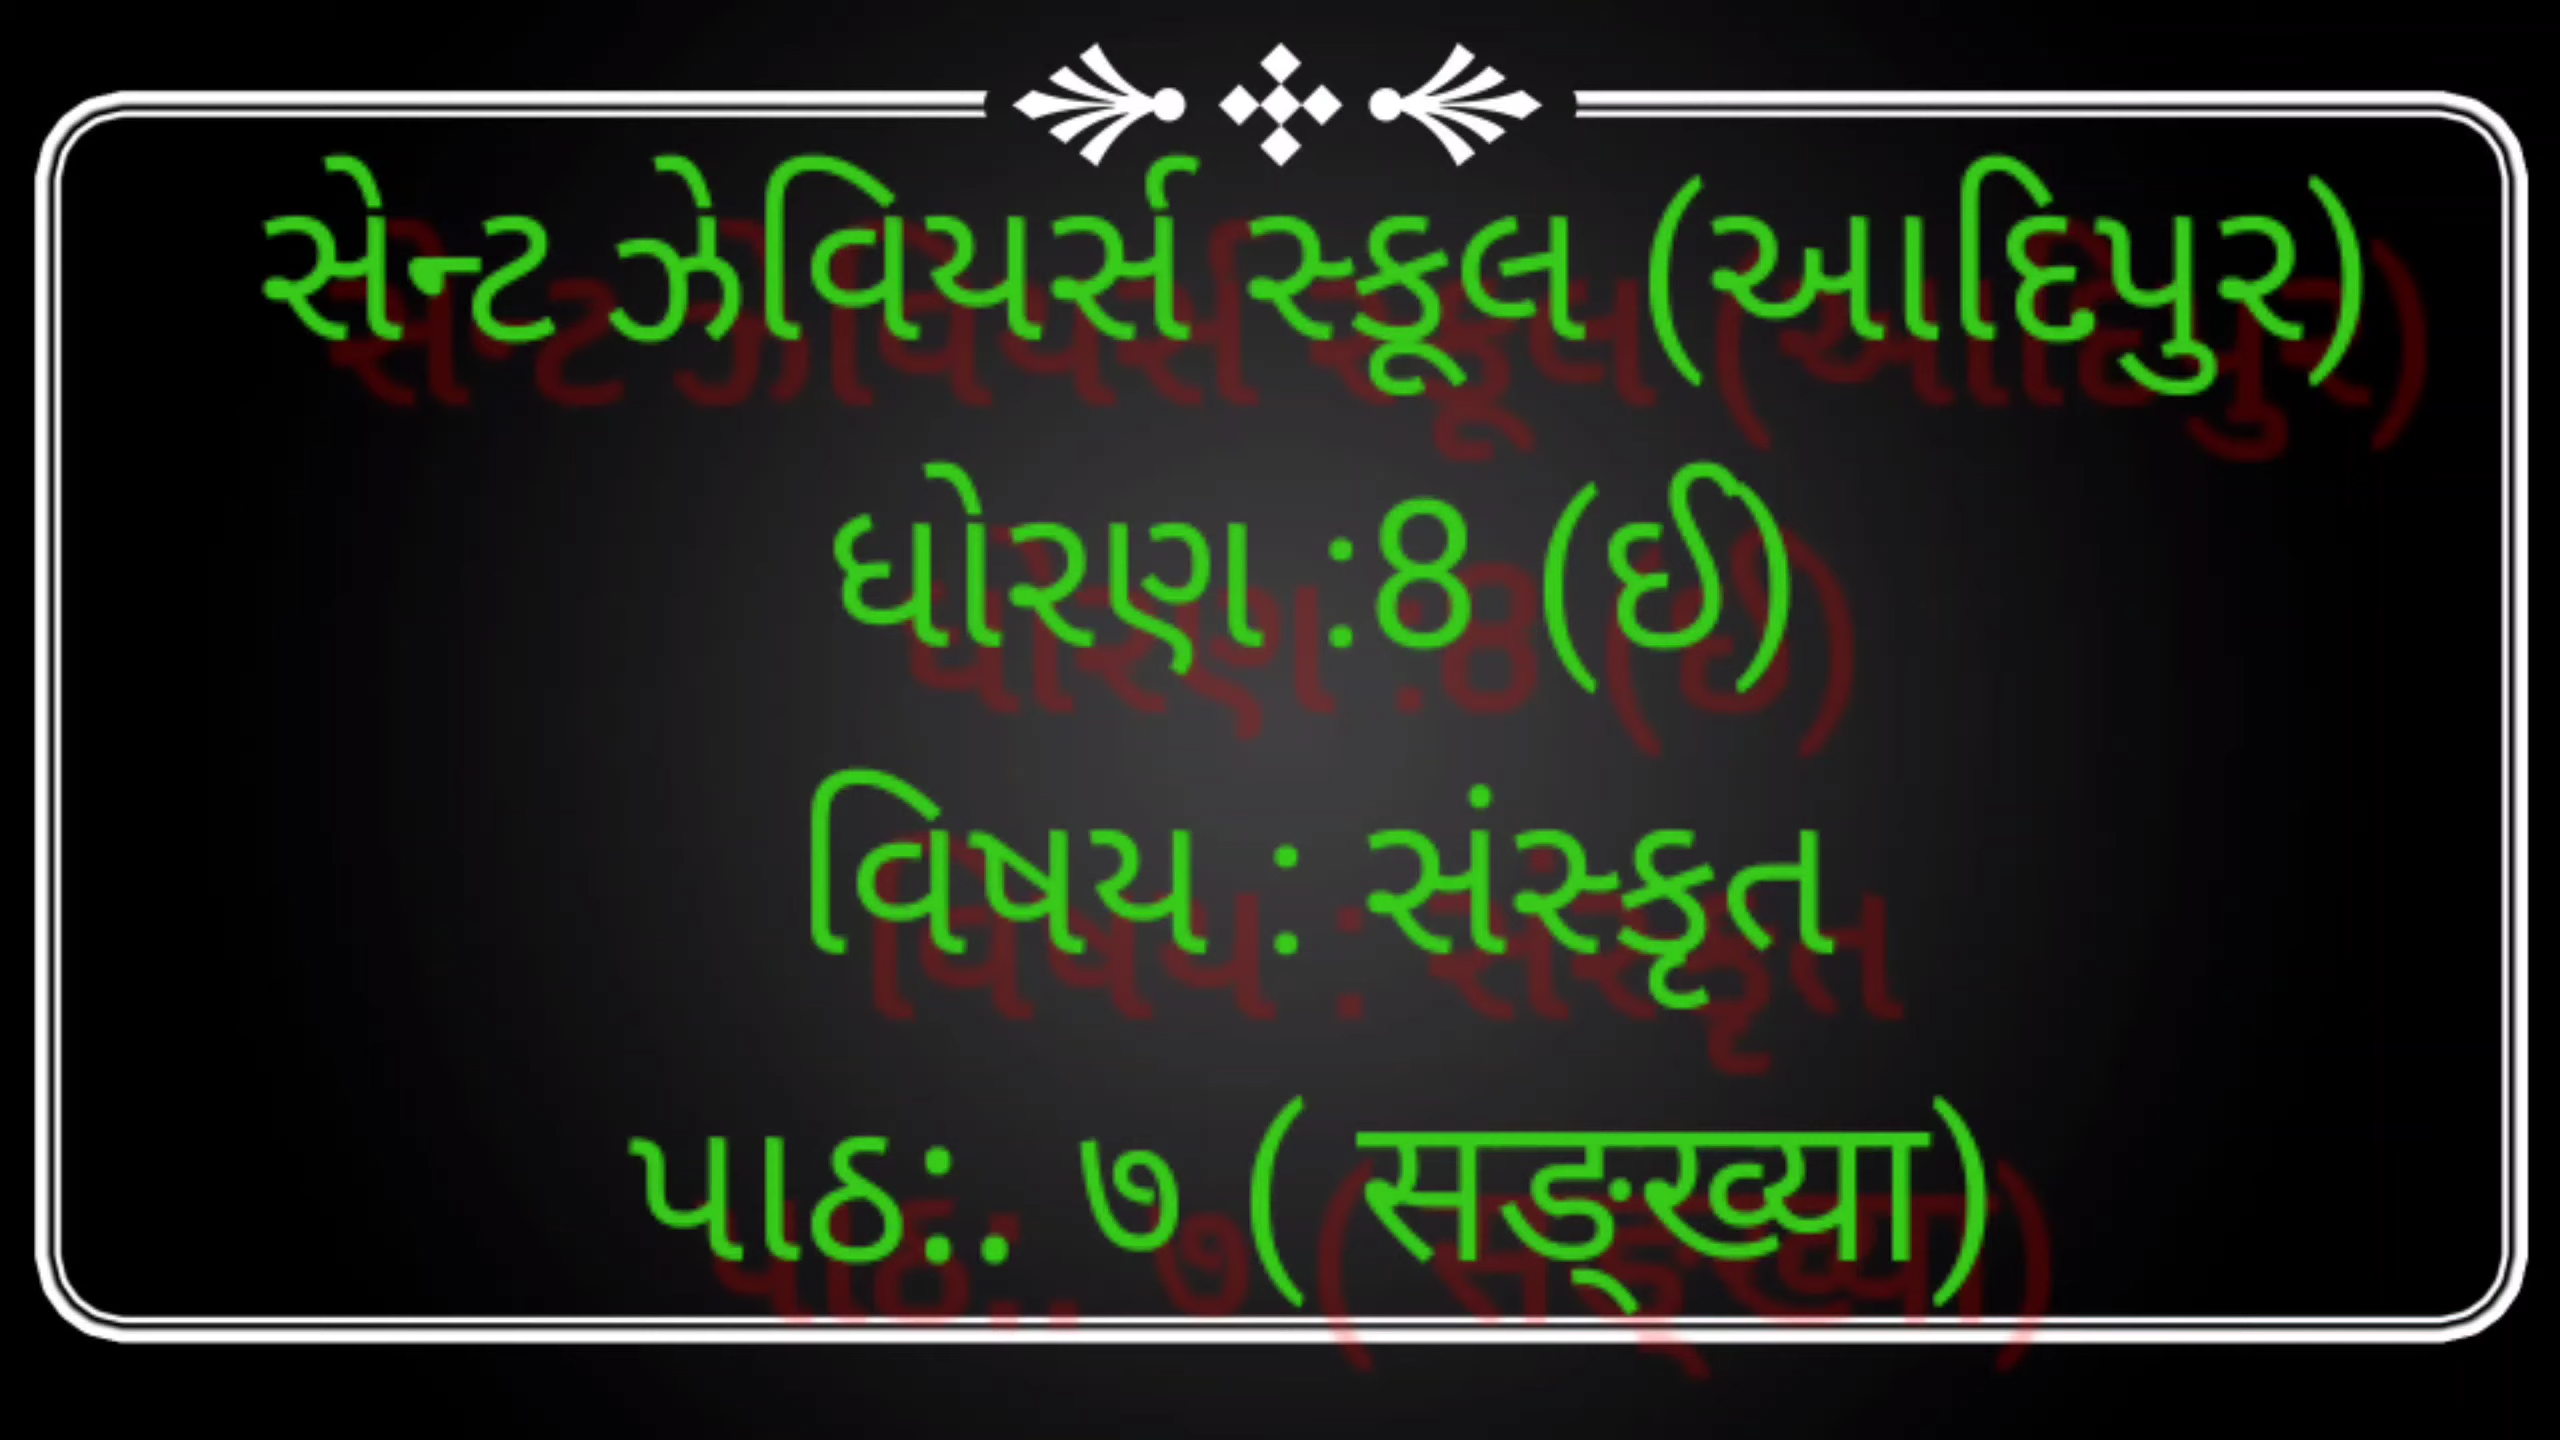 સેન્ટ ઝેવિયર્સ સ્કૂલ (આદિપુર)
ધોરણ :8 (ઈ)
વિષય : સંસ્કૃત
પાઠ:. ૭ ( सङ्ख्या)